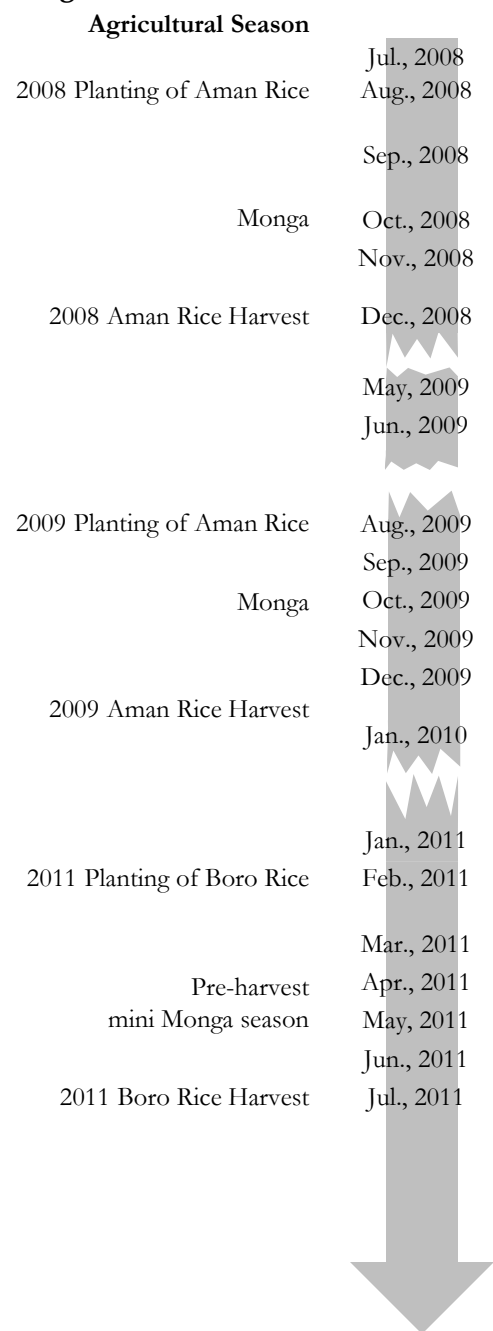 Agricultural Season
Jul., 2008
2008 Planting of Aman Rice Aug., 2008
Sep., 2008
Monga Oct., 2008
Nov., 2008
2008 Aman Rice Harvest Dec., 2008
May, 2009
Jun., 2009
2009 Planting of Aman Rice Aug., 2009
Sep., 2009
Monga Oct., 2009
Nov., 2009
Dec., 2009
2009 Aman Rice Harvest
Jan., 2010
Jan., 2011
2011 Planting of Boro Rice Feb., 2011
Mar., 2011
Pre-harvest Apr., 2011
mini Monga season May, 2011
Jun., 2011
2011 Boro Rice Harvest Jul., 2011